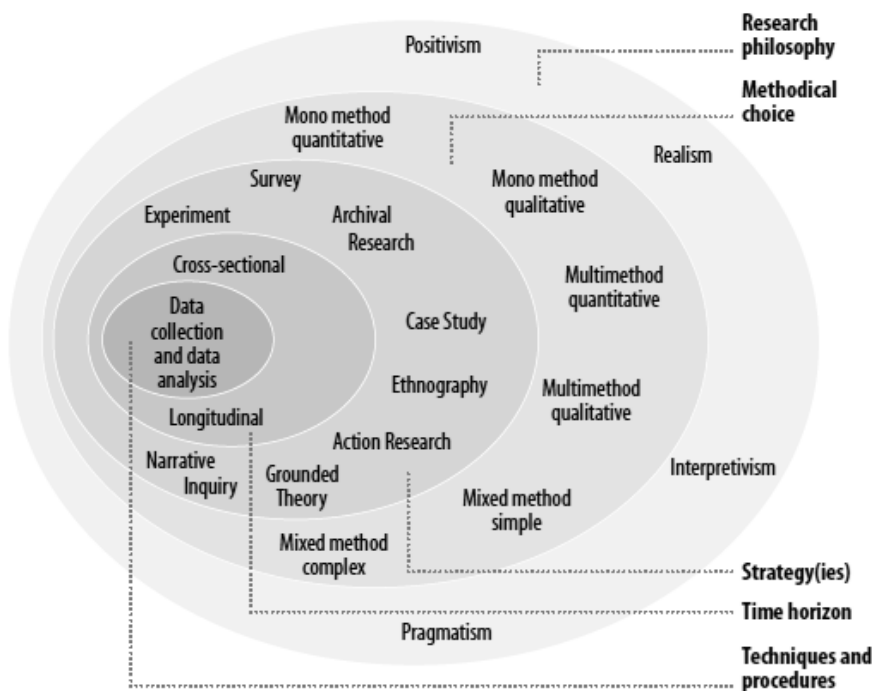 Positivism
Research
philosophy
Methodical
choice
Mono method
quantitative
Realism
Mono method
qualitative
Survey
Experiment
Archival
Research
Cross-sectional
Multimethod
quantitative
Data
collection
and data
analysis
Case Study
Ethnography
Multimethod
qualitative
Longitudinal
Action Research
Narrative
Inquiry
Grounded
Theory
Interpretivism
Mixed method
simple
Mixed method
complex
Strategy(ies)
Time horizon
Pragmatism
Techniques and
procedures